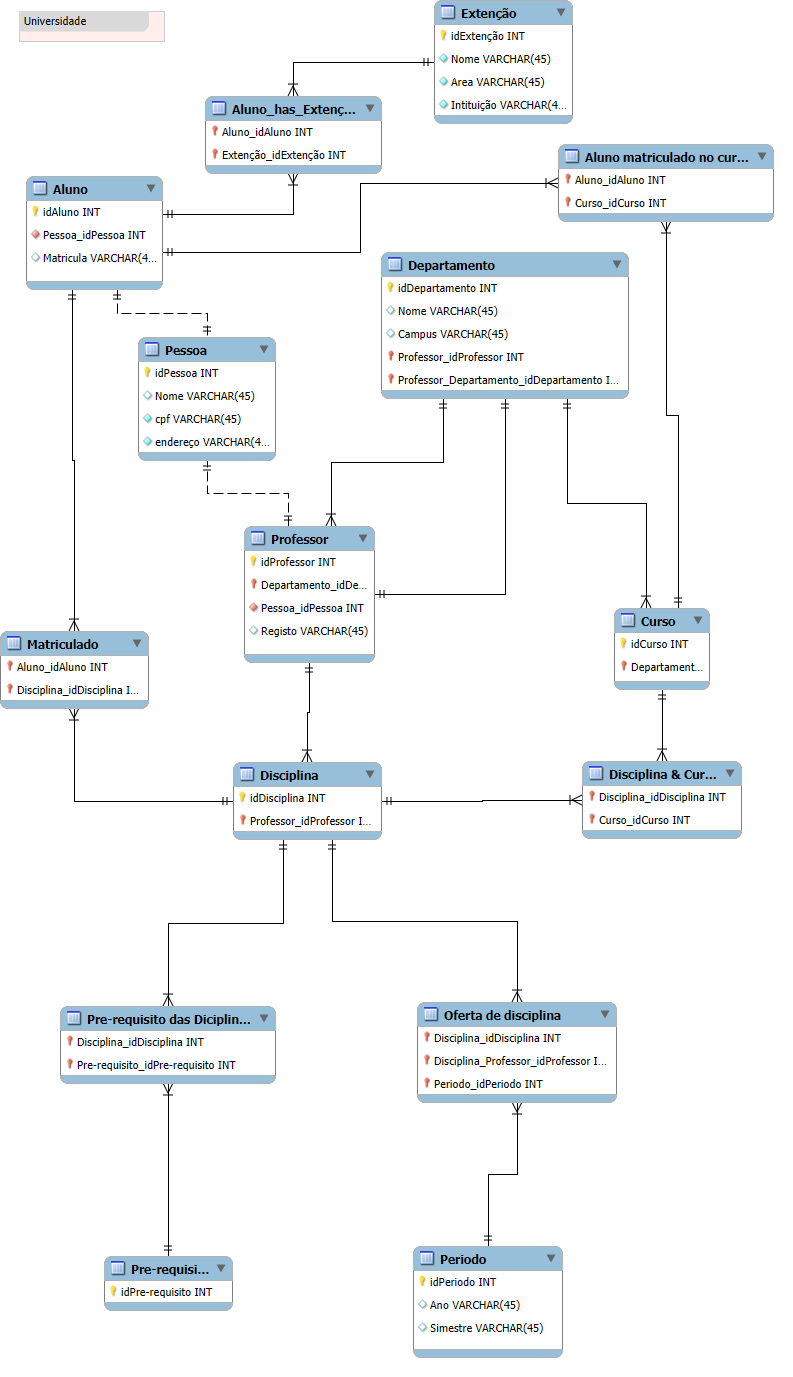 Universidade
Extenção
idExtenção INT
Nome VARCHAR(45)
Area VARCHAR(45)
Intituição VARCHAR(4...
Aluno_has_Extenç...
Aluno_idAluno INT
Extenção_idExtenção INT
Aluno matriculado no cur...
Aluno_idAluno INT
Curso_idCurso INT
Aluno
idAluno INT
Pessoa_idPessoa INT
Matricula VARCHAR(4...
Departamento
idDepartamento INT
Nome VARCHAR(45)
Campus VARCHAR(45)
Professor_idProfessor INT
Professor_Departamento_idDepartamento I...
Pessoa
idPessoa INT
Nome VARCHAR(45)
cpf VARCHAR(45)
endereço VARCHAR(4...
Professor
idProfessor INT
Departamento_idDe...
Pessoa_idPessoa INT
Registo VARCHAR(45)
Curso
idCurso INT
Departament...
Matriculado
Aluno_idAluno INT
Disciplina_idDisciplina I...
Disciplina
idDisciplina INT
Professor_idProfessor I...
Disciplina & Cur...
Disciplina_idDisciplina INT
Curso_idCurso INT
Pre-requisito das Diciplin...
Disciplina_idDisciplina INT
Pre-requisito_idPre-requisito INT
Oferta de disciplina
Disciplina_idDisciplina INT
Disciplina_Professor_idProfessor I...
Periodo_idPeriodo INT
Pre-requisi...
idPre-requisito INT
Periodo
idPeriodo INT
Ano VARCHAR(45)
Simestre VARCHAR(45)